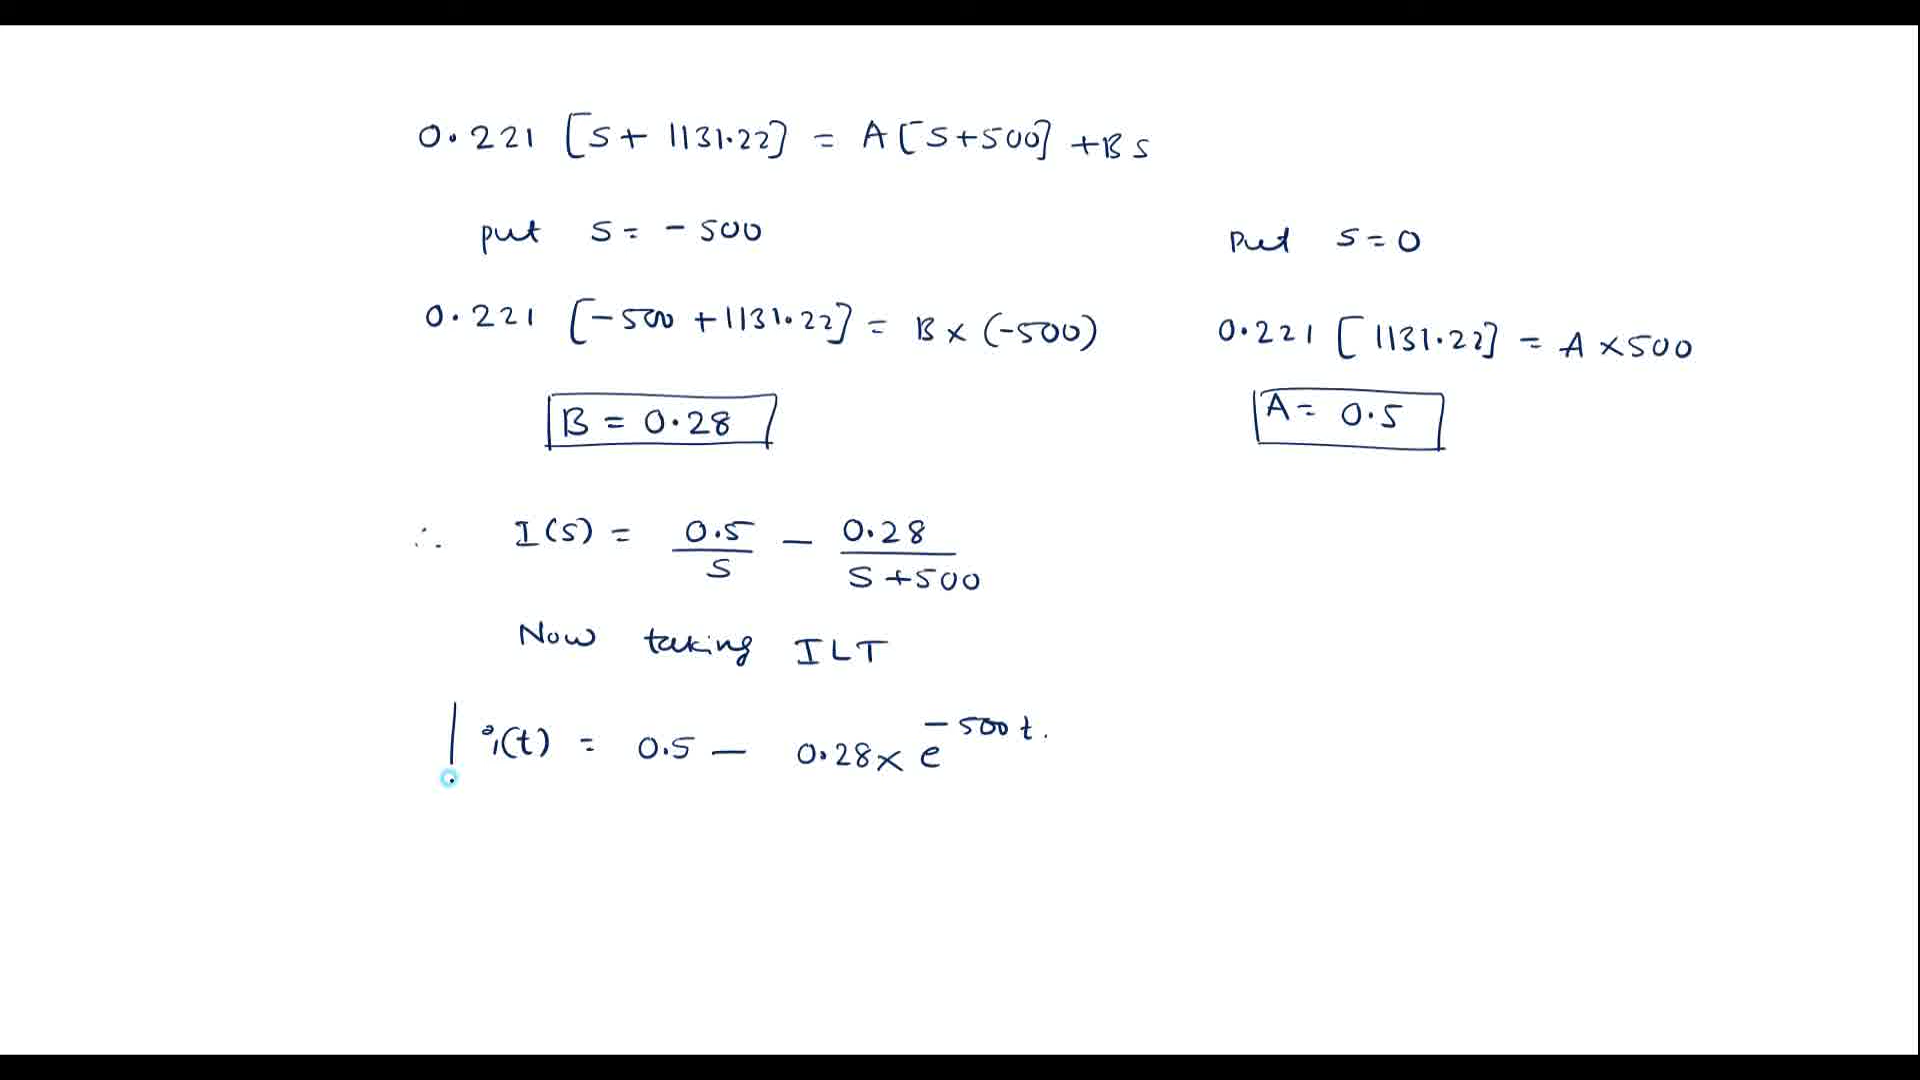 0.221 [S + 1131.22] = A [S+500] + B S
put S = - 500
put S = 0
0.221 [-500 + 1131.22] = B × (-500)
0.221 [1131.22] = A × 500
B = 0.28
A = 0.5
∴ I(S) = 0.5/S - 0.28/S+500
Now taking ILT
i(t) = 0.5 - 0.28 × e^-500t.